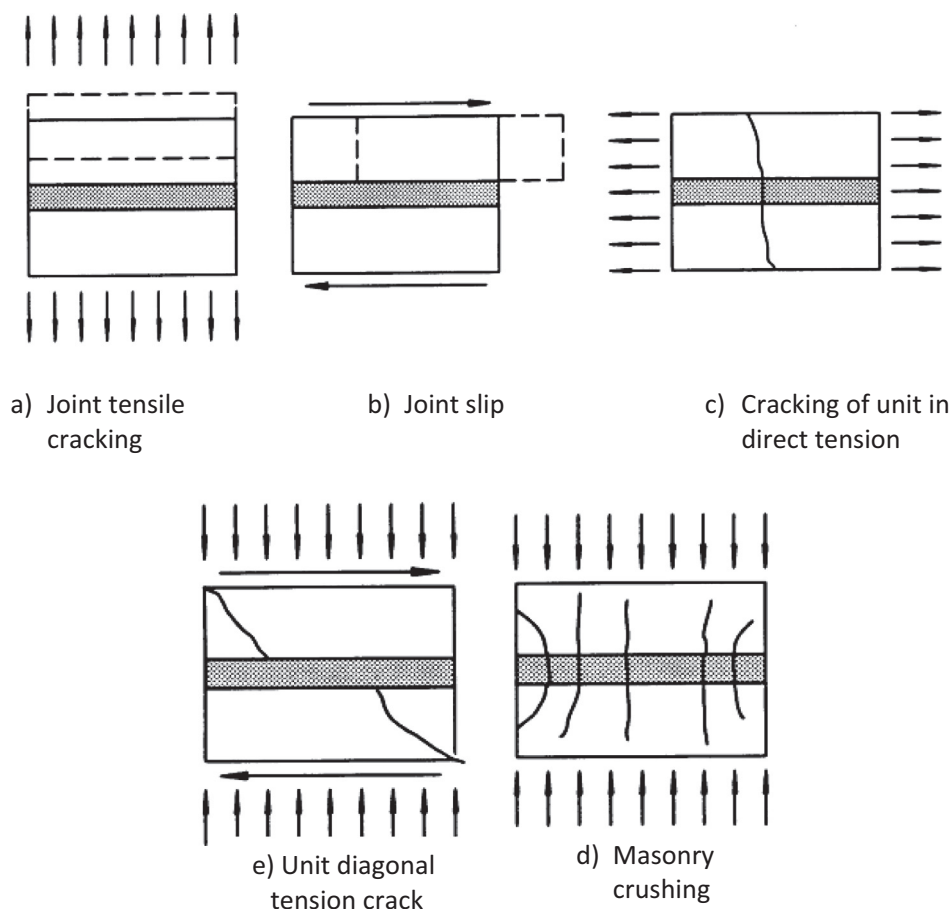 a) Joint tensile
cracking
b) Joint slip
c) Cracking of unit in
direct tension
e) Unit diagonal
tension crack
d) Masonry
crushing